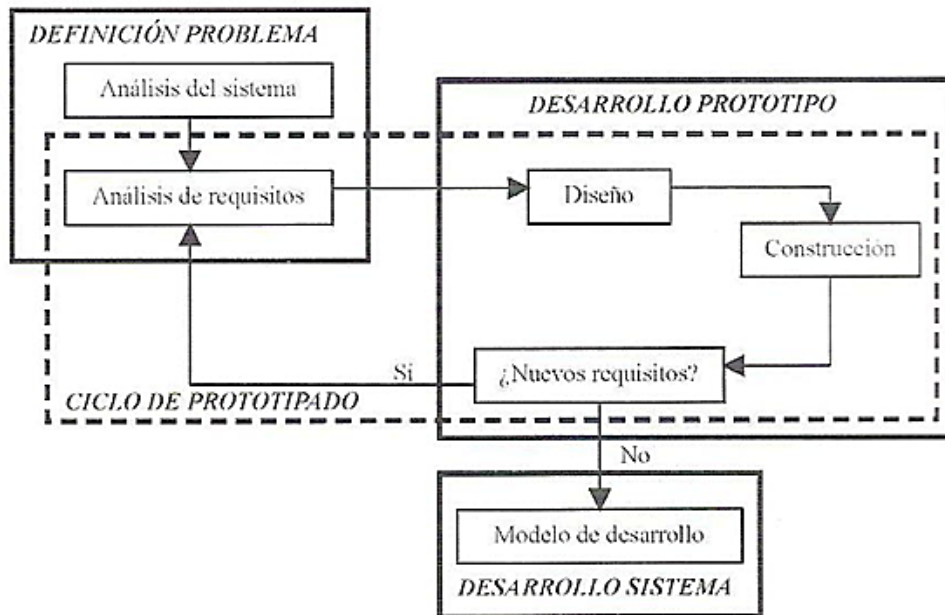 DEFINICIÓN PROBLEMA
Análisis del sistema
Análisis de requisitos
DESARROLLO PROTOTIPO
Diseño
Construcción
¿Nuevos requisitos?
Si
CICLO DE PROTOTIPADO
No
Modelo de desarrollo
DESARROLLO SISTEMA